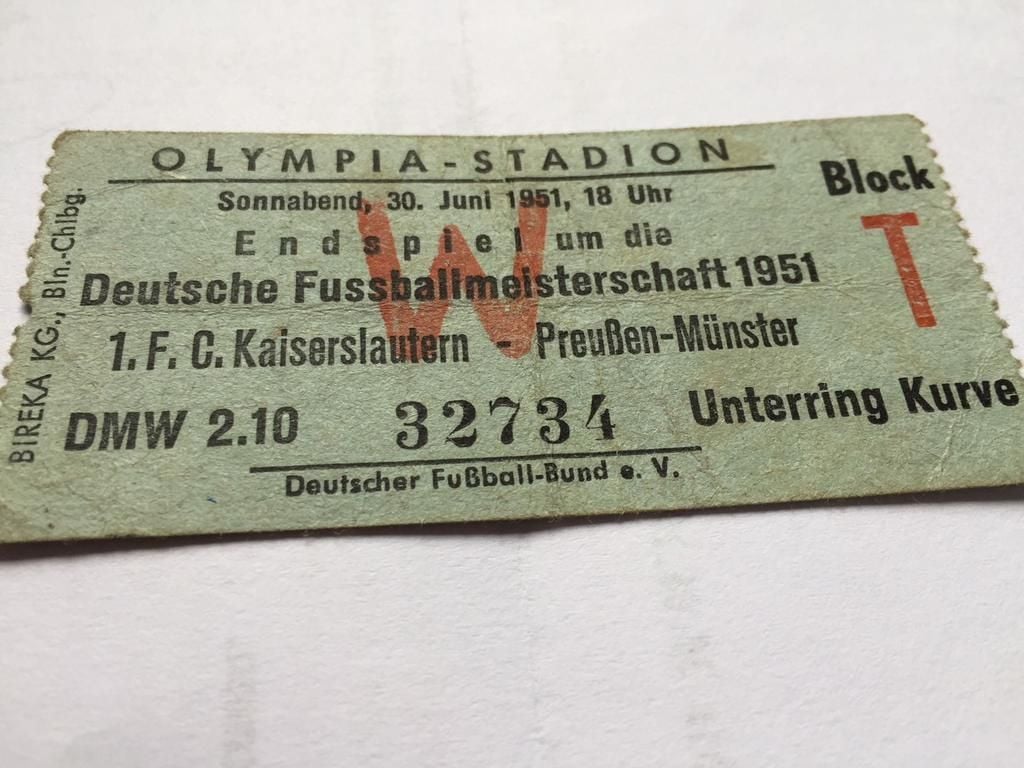 OLYMPIA-STADION
Sonnabend, 30. Juni 1951, 18 Uhr
Endspiel um die
Deutsche Fussballmeisterschaft 1951
1. F. C. Kaiserslautern - Preußen-Münster
W
DMW 2.10
32734
Deutscher Fußball-Bund e. V.
Block
T
Unterring Kurve
BIREKA KG., Bln.-Chlbg.